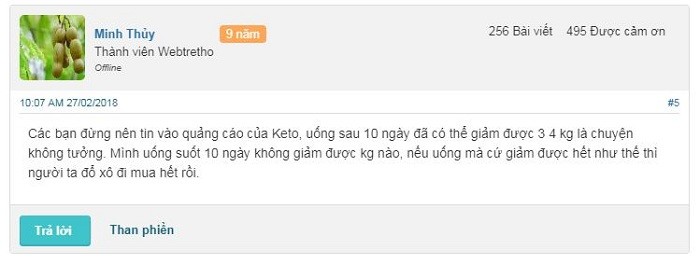 Minh Thủy 9 năm 256 Bài viết 495 Được cảm ơn
Thành viên Webtretho
Offline
10:07 AM 27/02/2018 #5
Các bạn đừng nên tin vào quảng cáo của Keto, uống sau 10 ngày đã có thể giảm được 3 4 kg là chuyện
không tưởng. Mình uống suốt 10 ngày không giảm được kg nào, nếu uống mà cứ giảm được hết như thế thì
người ta đổ xô đi mua hết rồi.
Trả lời Than phiền